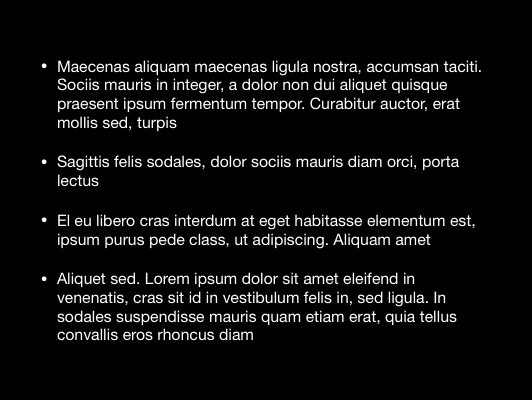 • Maecenas aliquam maecenas ligula nostra, accumsan taciti.
Sociis mauris in integer, a dolor non dui aliquet quisque
praesent ipsum fermentum tempor. Curabitur auctor, erat
mollis sed, turpis
• Sagittis felis sodales, dolor sociis mauris diam orci, porta
lectus
• El eu libero cras interdum at eget habitasse elementum est,
ipsum purus pede class, ut adipiscing. Aliquam amet
• Aliquet sed. Lorem ipsum dolor sit amet eleifend in
venenatis, cras sit id in vestibulum felis in, sed ligula. In
sodales suspendisse mauris quam etiam erat, quia tellus
convallis eros rhoncus diam